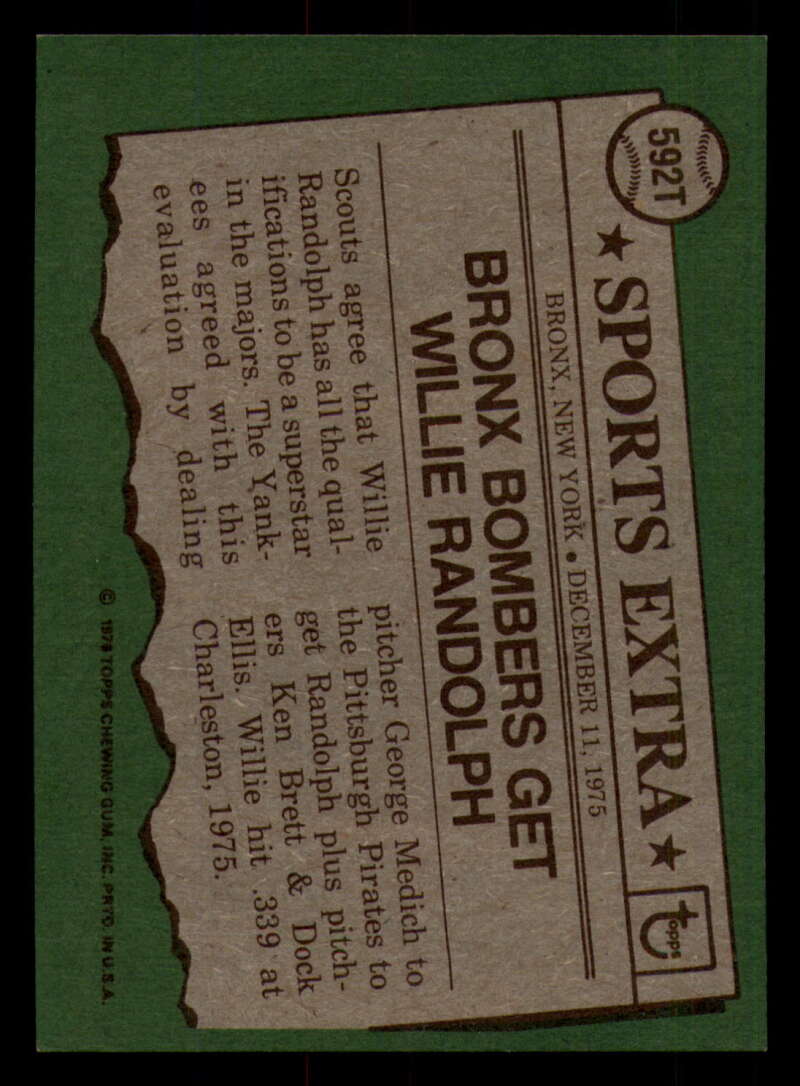 592T
★ SPORTS EXTRA ★
topps
BRONX, NEW YORK • DECEMBER 11, 1975
BRONX BOMBERS GET
WILLIE RANDOLPH
Scouts agree that Willie
Randolph has all the qual-
ifications to be a superstar
in the majors. The Yank-
ees agreed with this
evaluation by dealing
pitcher George Medich to
the Pittsburgh Pirates to
get Randolph plus pitch-
ers Ken Brett & Dock
Ellis. Willie hit .339 at
Charleston, 1975.
© 1976 TOPPS CHEWING GUM, INC. PRTD. IN U.S.A.